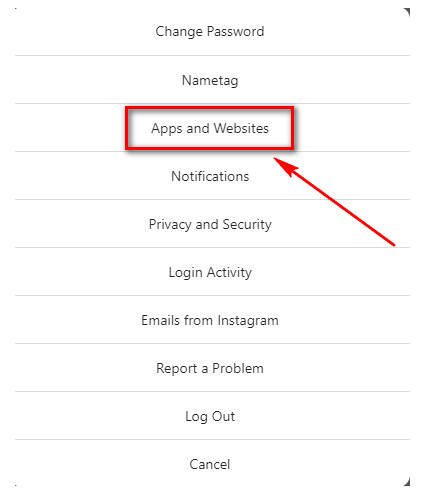 Change Password
Nametag
Apps and Websites
Notifications
Privacy and Security
Login Activity
Emails from Instagram
Report a Problem
Log Out
Cancel